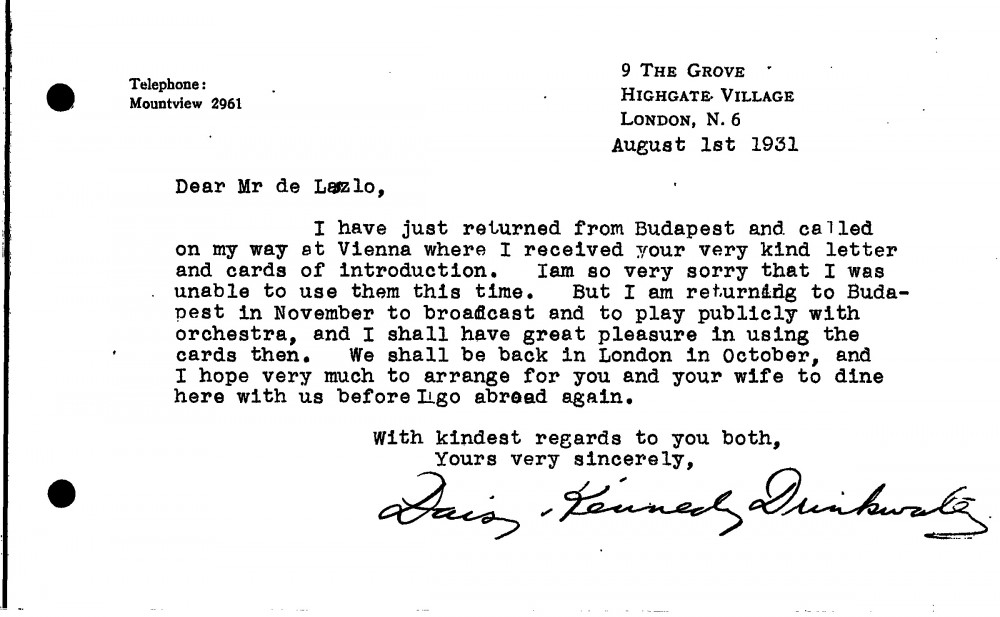 Telephone:
Mountview 2961
9 THE GROVE
HIGHGATE VILLAGE
LONDON, N. 6
August 1st 1931
Dear Mr de Laszlo,
I have just returned from Budapest and called
on my way at Vienna where I received your very kind letter
and cards of introduction. Iam so very sorry that I was
unable to use them this time. But I am returning to Buda-
pest in November to broadcast and to play publicly with
orchestra, and I shall have great pleasure in using the
cards then. We shall be back in London in October, and
I hope very much to arrange for you and your wife to dine
here with us before I go abroad again.
With kindest regards to you both,
Yours very sincerely,
Daisy Kennedy Drinkwater